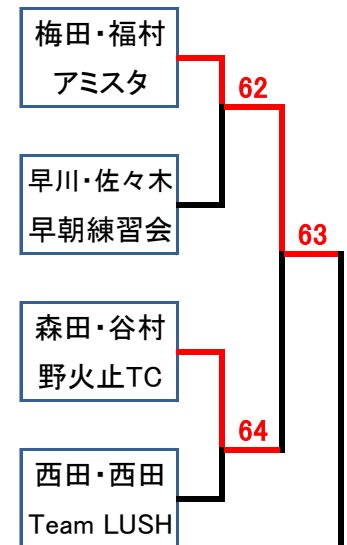 梅田・福村
アミスタ
62
早川・佐々木
早朝練習会
63
森田・谷村
野火止TC
64
西田・西田
Team LUSH